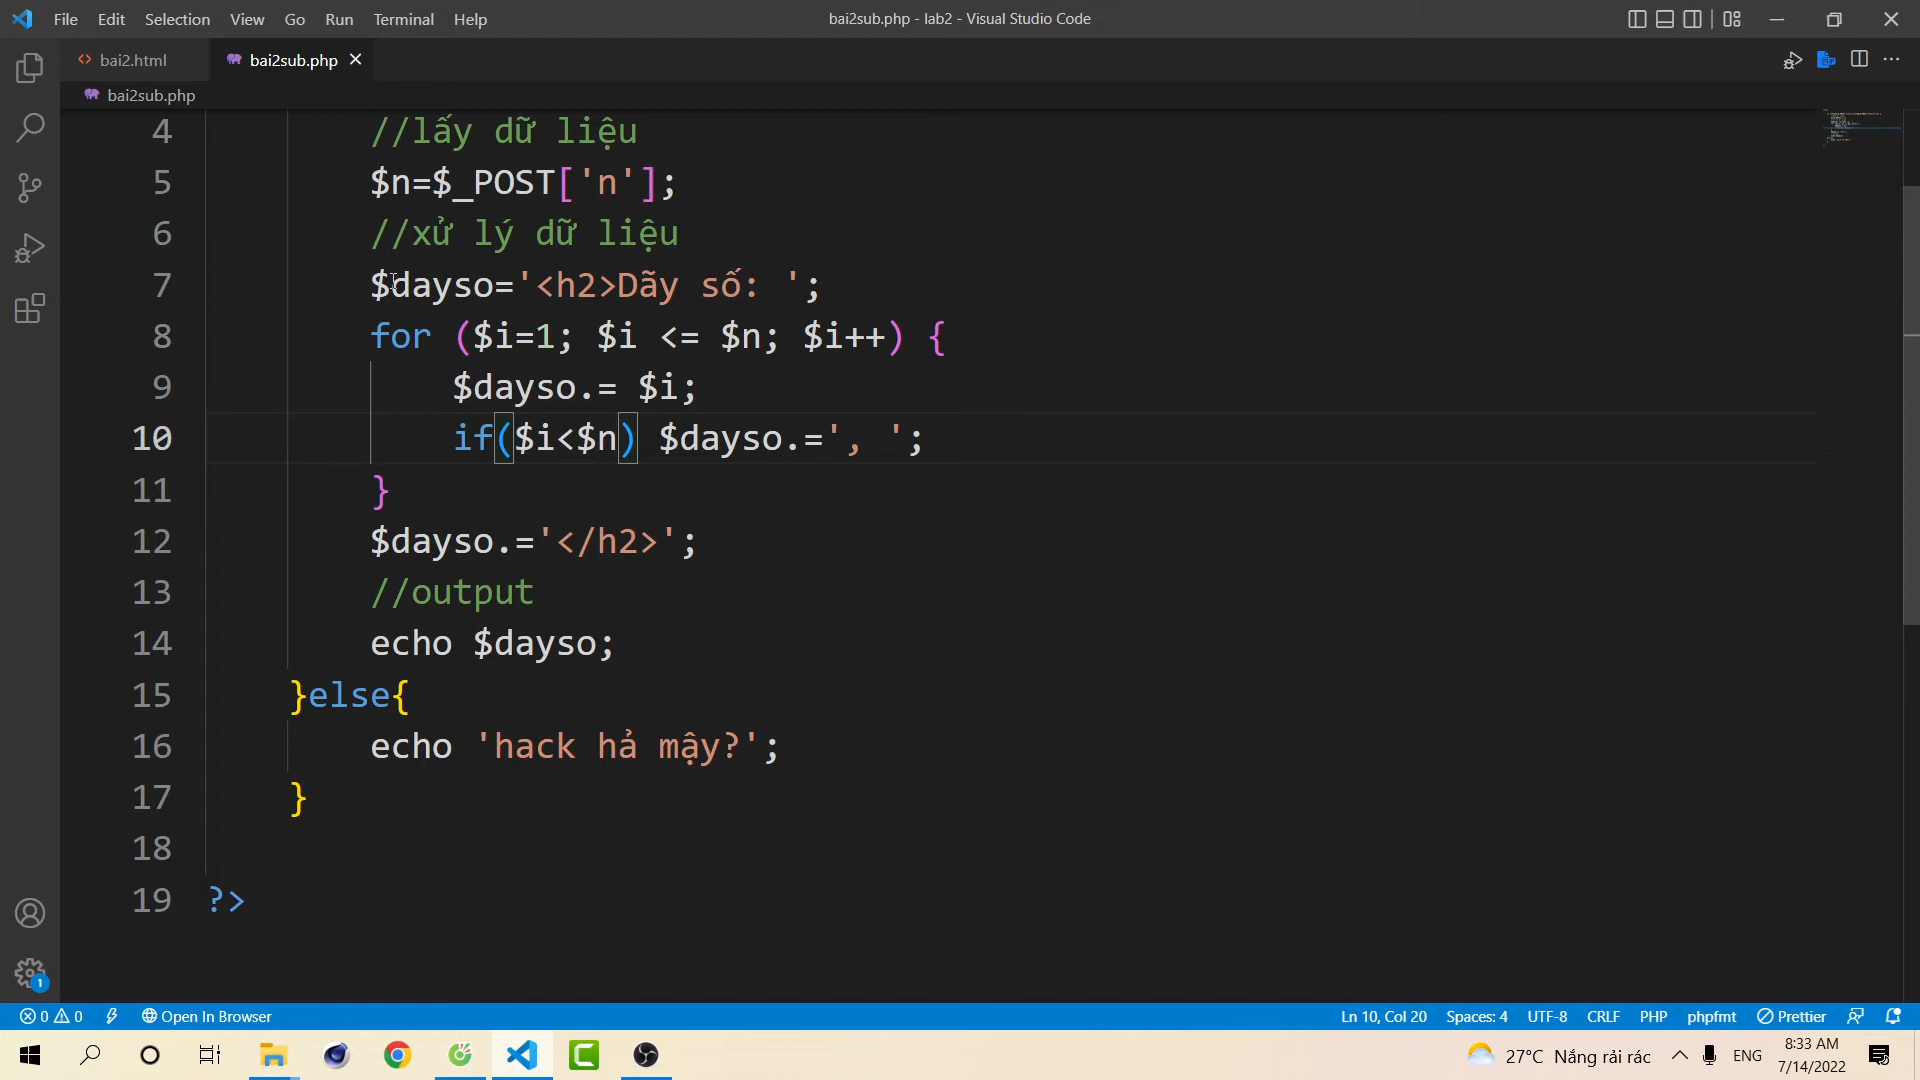 File Edit Selection View Go Run Terminal Help bai2sub.php - lab2 - Visual Studio Code
bai2.html bai2sub.php
bai2sub.php
4 //lấy dữ liệu
5 $n=$_POST['n'];
6 //xử lý dữ liệu
7 $dayso='<h2>Dãy số: ';
8 for ($i=1; $i <= $n; $i++) {
9 $dayso.= $i;
10 if($i<$n) $dayso.=', ';
11 }
12 $dayso.='</h2>';
13 //output
14 echo $dayso;
15 }else{
16 echo 'hack hả mậy?';
17 }
18
19 ?>
1
0 0 Open In Browser Ln 10, Col 20 Spaces: 4 UTF-8 CRLF PHP phpfmt Prettier
27°C Nắng rải rác ENG 8:33 AM
7/14/2022